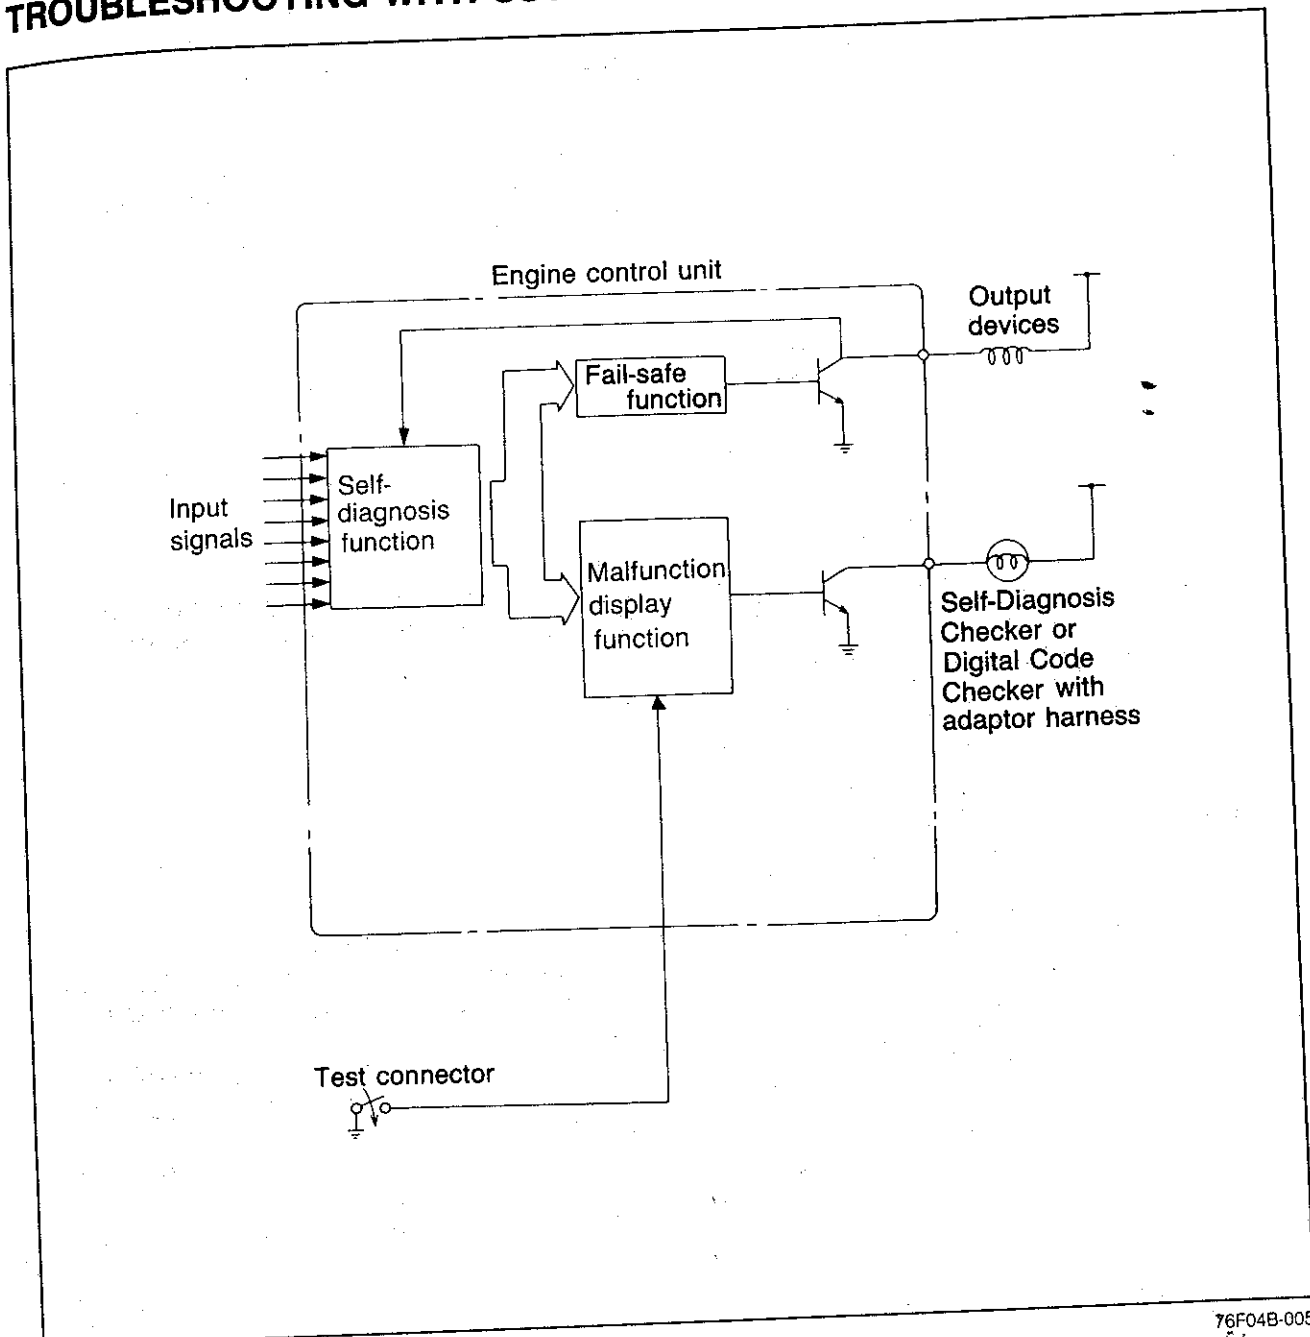 TROUBLESHOOTING WITH
Engine control unit
Output
devices
Fail-safe
function
Input
signals
Self-
diagnosis
function
Malfunction
display
function
Self-Diagnosis
Checker or
Digital Code
Checker with
adaptor harness
Test connector
76F04B-005